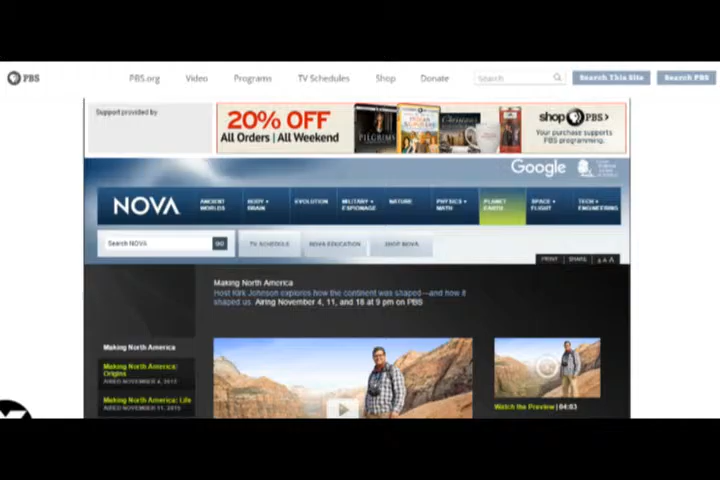 PBS
PBS.org
Video
Programs
TV Schedules
Shop
Donate
Search
Search This Site
Search PBS
Support provided by
20% OFF
All Orders | All Weekend
PILGRIMS
shop PBS>
Your purchase supports
PBS programming.
Google
NOVA
ANCIENT
WORLDS
BODY +
BRAIN
EVOLUTION
MILITARY +
ESPIONAGE
NATURE
PHYSICS +
MATH
PLANET
EARTH
SPACE +
FLIGHT
TECH +
ENGINEERING
Search NOVA
GO
TV SCHEDULE
NOVA EDUCATION
SHOP NOVA
PRINT
SHARE
A A A
Making North America
Host Kirk Johnson explores how the continent was shaped—and how it
shaped us. Airing November 4, 11, and 18 at 9 pm on PBS
Making North America
Making North America:
Origins
AIRED NOVEMBER 4, 2015
Making North America: Life
AIRED NOVEMBER 11, 2015
Watch the Preview | 04:03